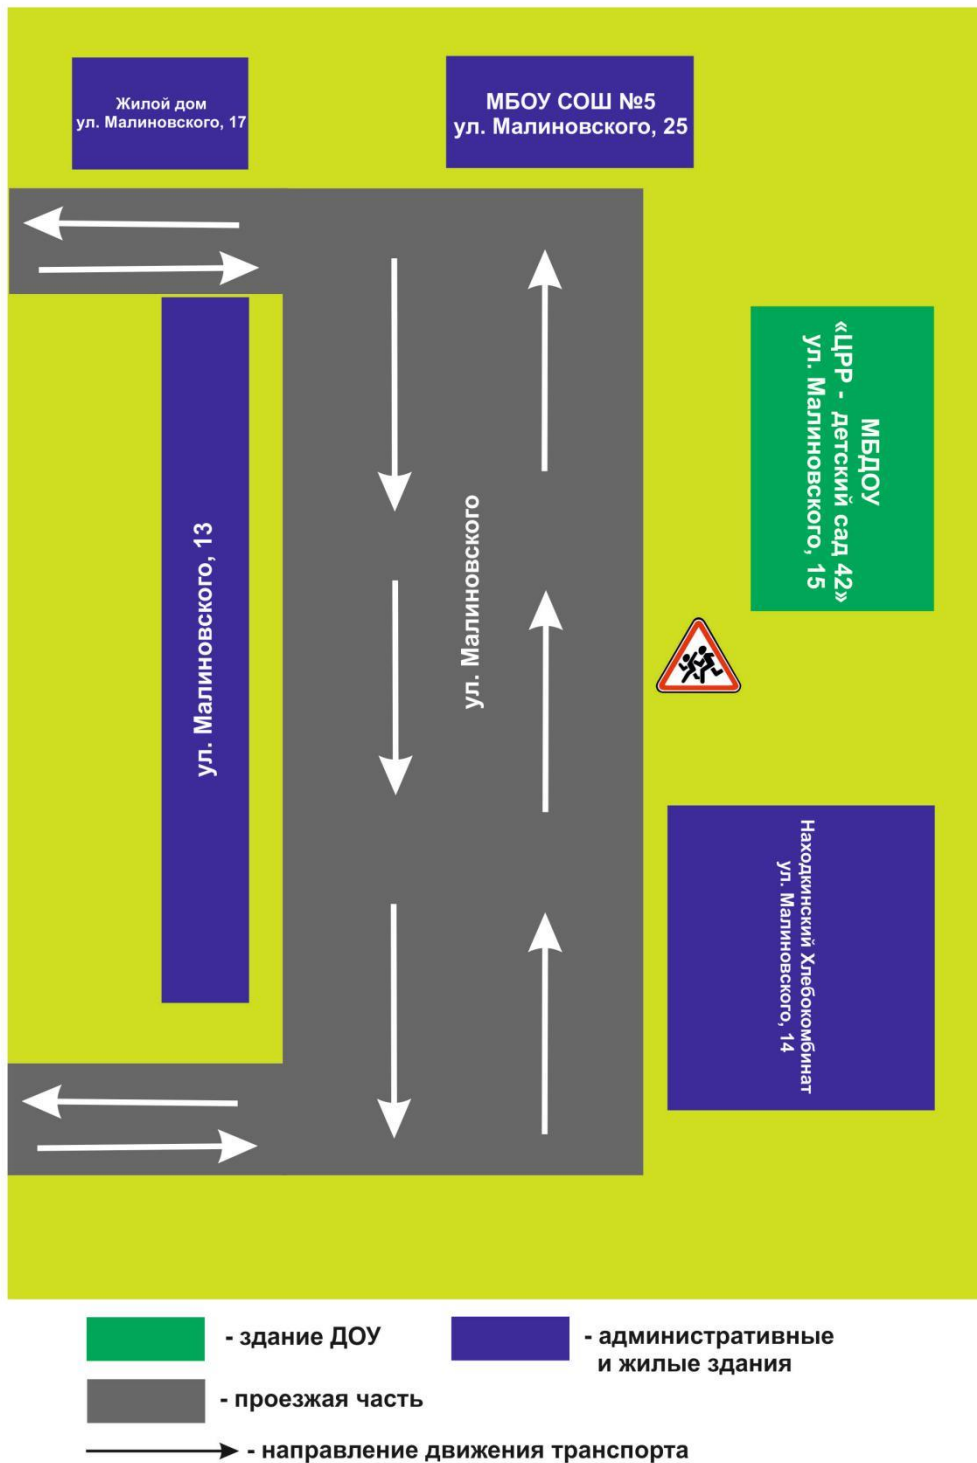 Жилой дом
ул. Малиновского, 17
МБОУ СОШ №5
ул. Малиновского, 25
МБДОУ
«ЦРР - детский сад 42»
ул. Малиновского, 15
ул. Малиновского, 13
ул. Малиновского
Находкинский Хлебокомбинат
ул. Малиновского, 14
- здание ДОУ
- административные
и жилые здания
- проезжая часть
- направление движения транспорта